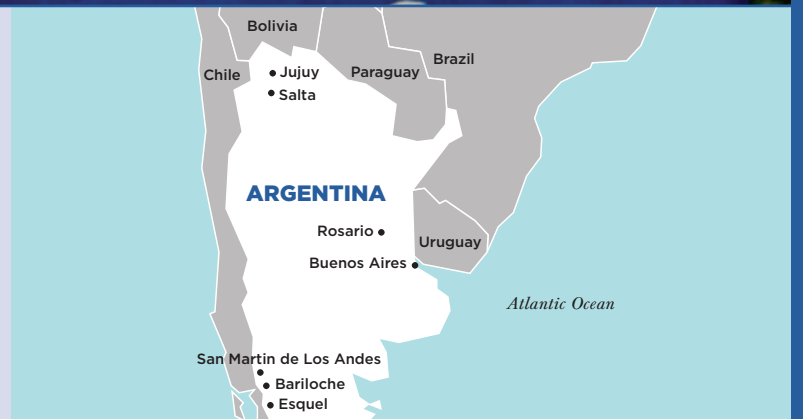 Bolivia
Brazil
Chile
Jujuy
Paraguay
Salta
ARGENTINA
Rosario
Uruguay
Buenos Aires
Atlantic Ocean
San Martin de Los Andes
Bariloche
Esquel